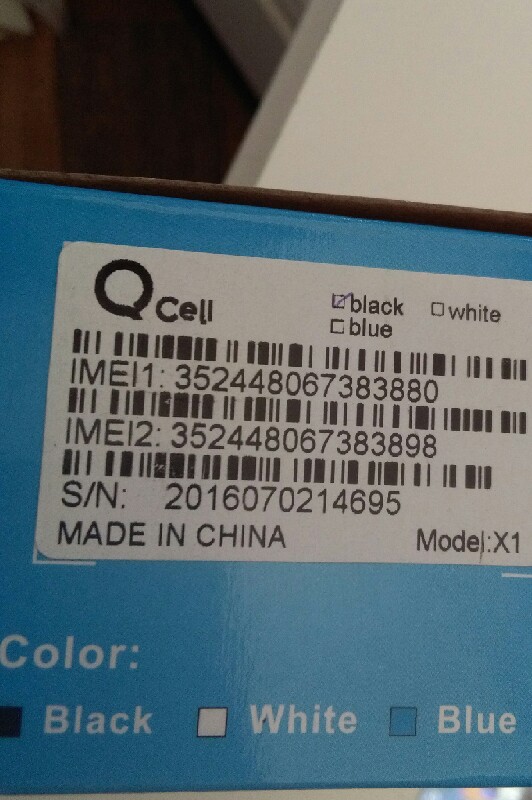 QCell
black white
blue
IMEI1: 352448067383880
IMEI2: 352448067383898
S/N: 2016070214695
MADE IN CHINA Model:X1
Color:
Black White Blue